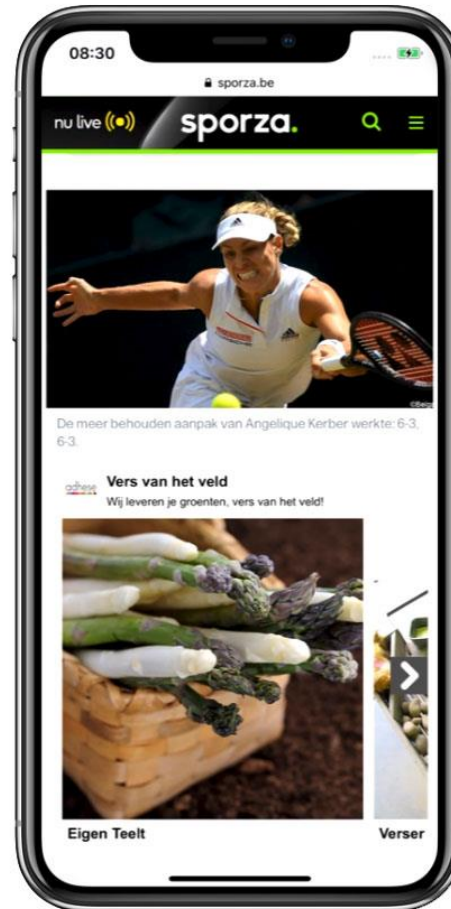 08:30
sporza.be
nu live
sporza.
De meer behouden aanpak van Angelique Kerber werkte: 6-3,
6-3.
adhese
Vers van het veld
Wij leveren je groenten, vers van het veld!
Eigen Teelt
Verser